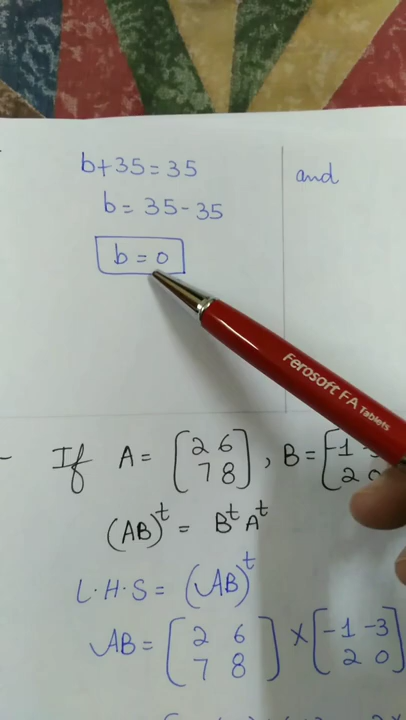 b+35=35
and
b= 35-35
b=0
Ferosoft FA Tablets
- If A= [2 6
7 8], B= [-1
2 0
(AB)^t = B^t A^t
L.H.S= (AB)^t
AB= [2 6
7 8] × [-1 -3
2 0]